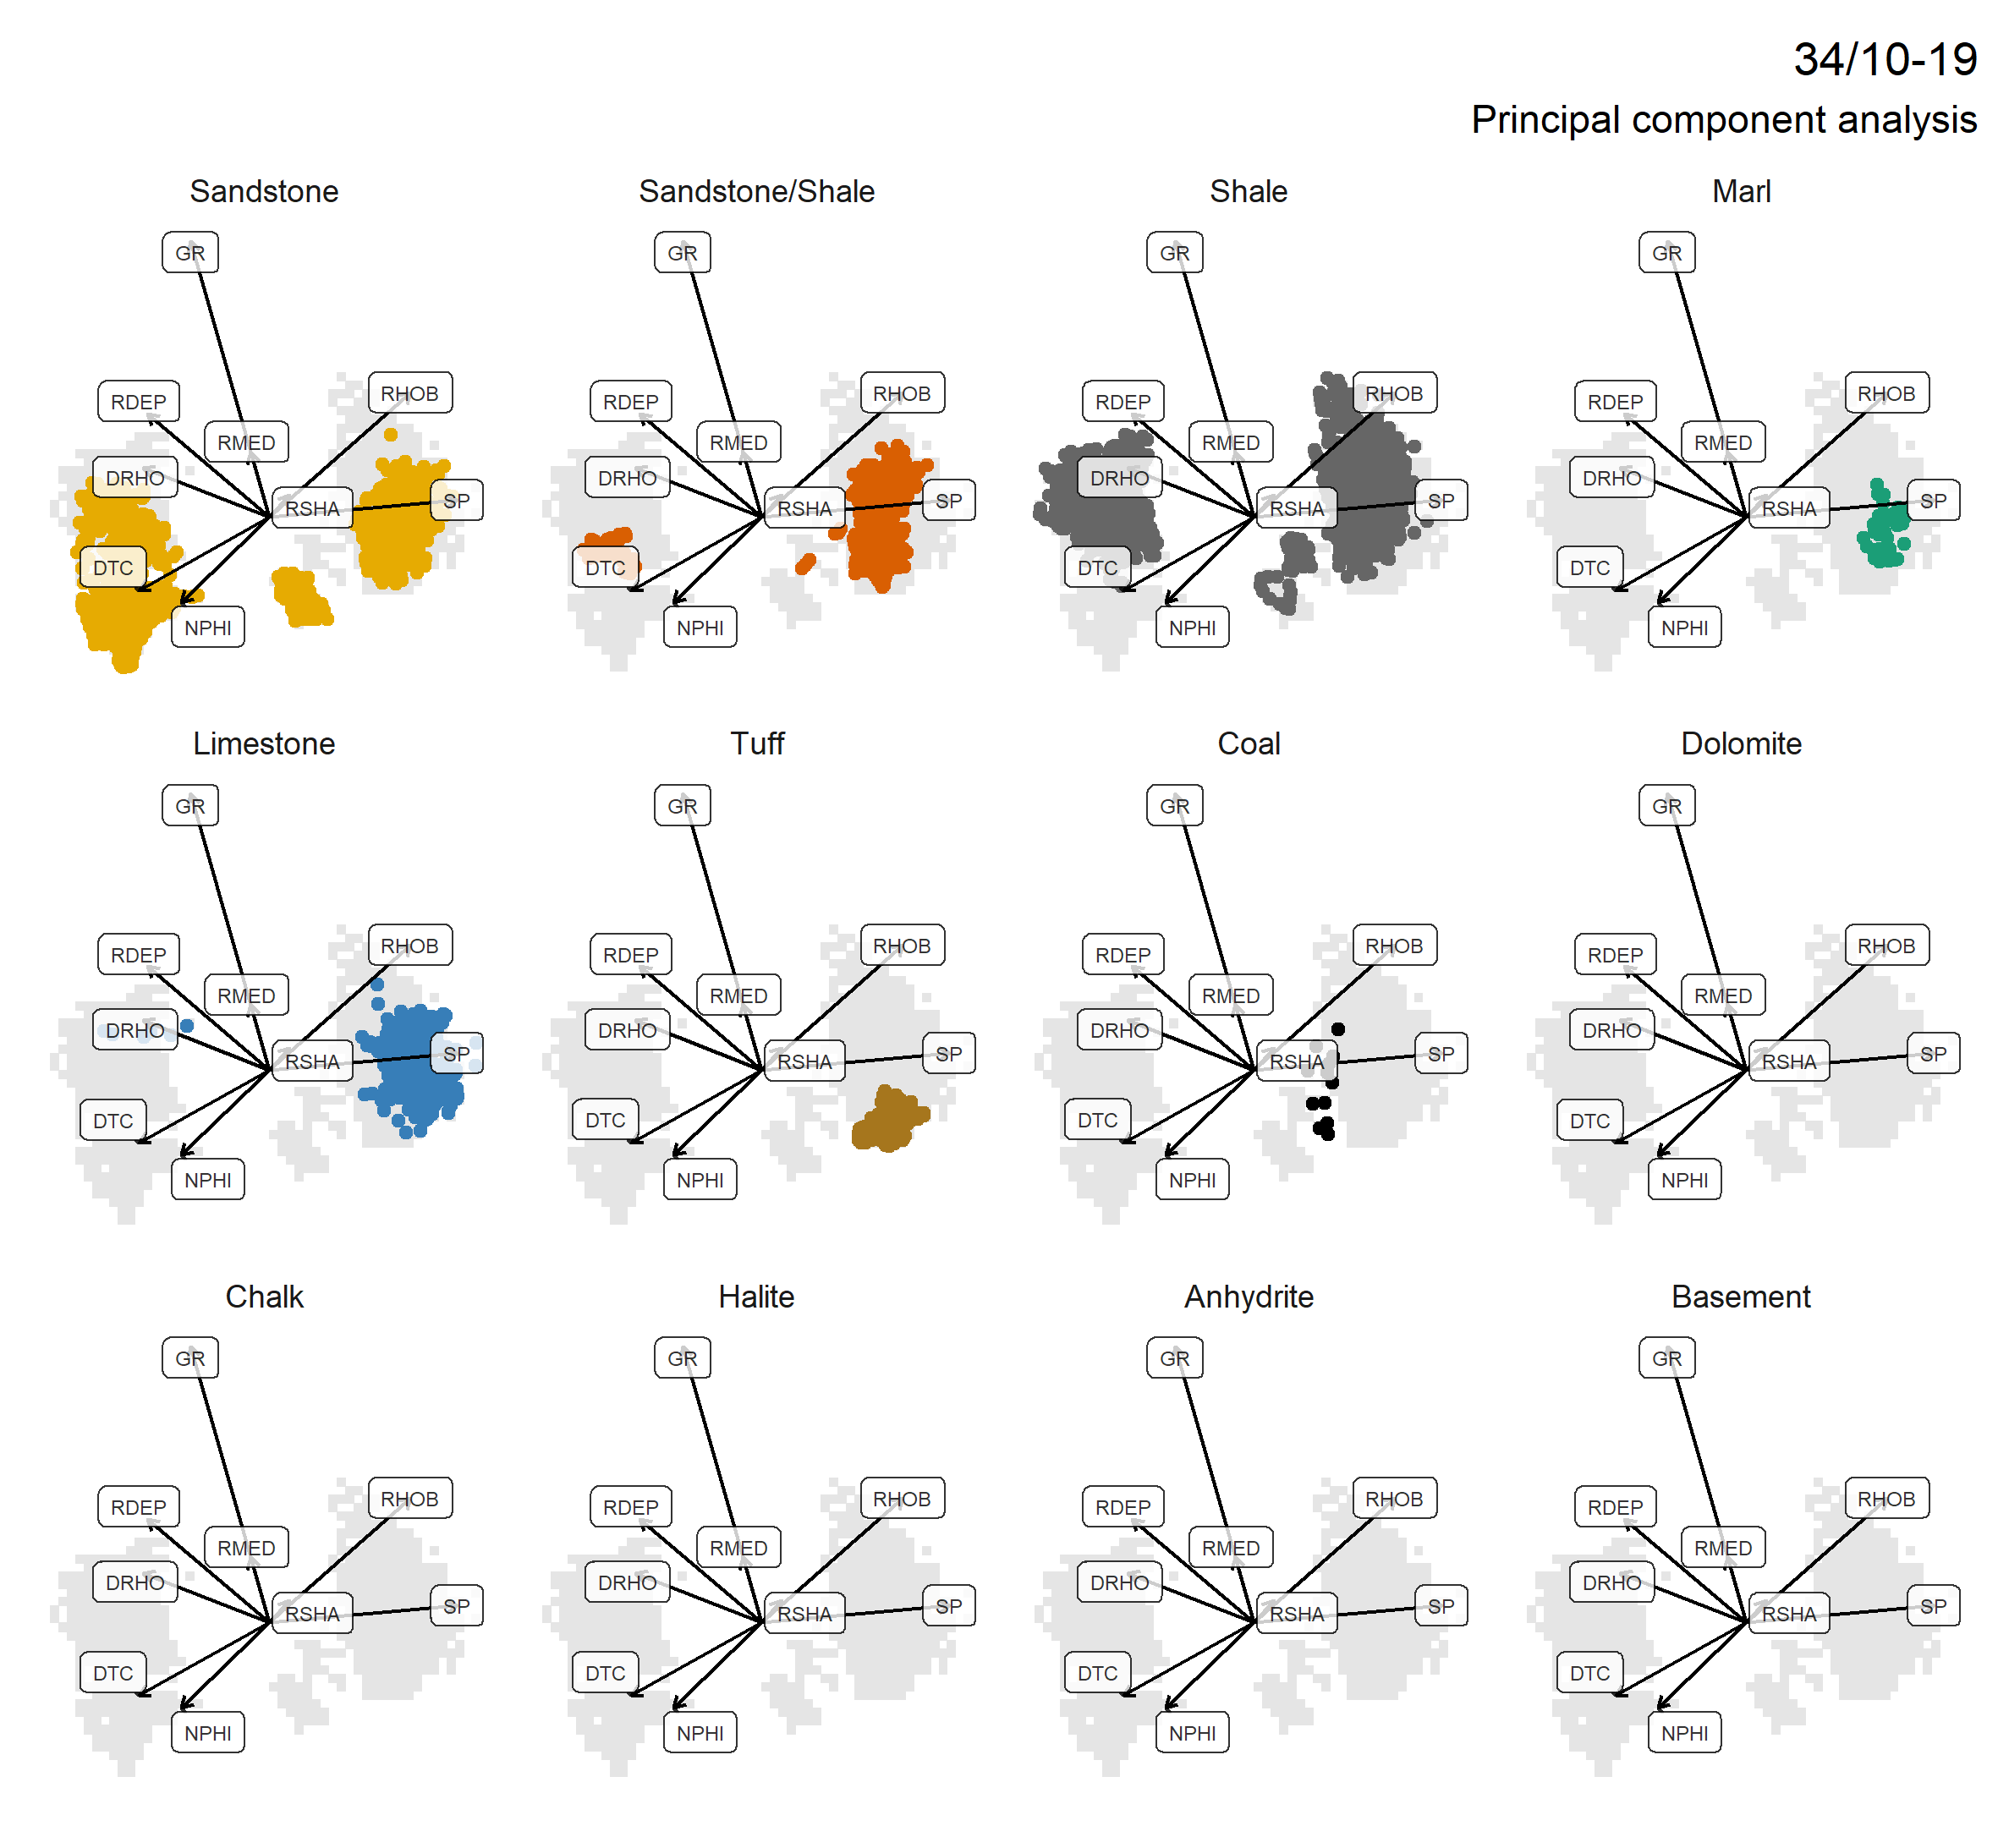 34/10-19
Principal component analysis
Sandstone
Sandstone/Shale
Shale
Marl
GR
GR
GR
GR
RDEP
RMED
RHOB
RDEP
RMED
RHOB
RDEP
RMED
RHOB
RDEP
RMED
RHOB
DRHO
RSHA
SP
DRHO
RSHA
SP
DRHO
RSHA
SP
DRHO
RSHA
SP
DTC
DTC
DTC
DTC
NPHI
NPHI
NPHI
NPHI
Limestone
Tuff
Coal
Dolomite
GR
GR
GR
GR
RDEP
RMED
RHOB
RDEP
RMED
RHOB
RDEP
RMED
RHOB
RDEP
RMED
RHOB
DRHO
RSHA
SP
DRHO
RSHA
SP
DRHO
RSHA
SP
DRHO
RSHA
SP
DTC
DTC
DTC
DTC
NPHI
NPHI
NPHI
NPHI
Chalk
Halite
Anhydrite
Basement
GR
GR
GR
GR
RDEP
RMED
RHOB
RDEP
RMED
RHOB
RDEP
RMED
RHOB
RDEP
RMED
RHOB
DRHO
RSHA
SP
DRHO
RSHA
SP
DRHO
RSHA
SP
DRHO
RSHA
SP
DTC
DTC
DTC
DTC
NPHI
NPHI
NPHI
NPHI